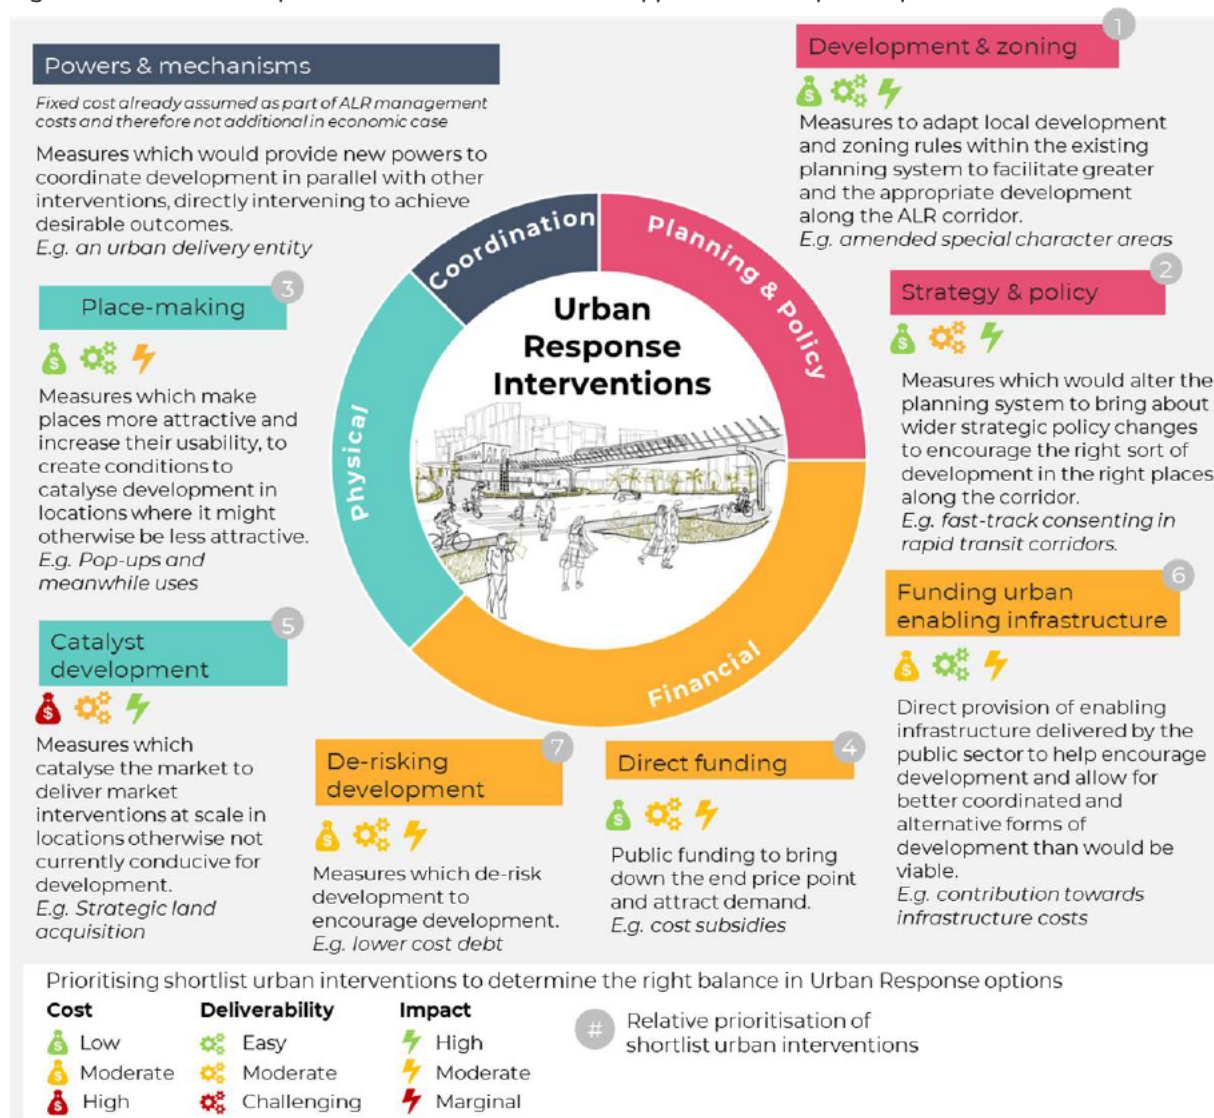 Powers & mechanisms
Fixed cost already assumed as part of ALR management
costs and therefore not additional in economic case
Measures which would provide new powers to
coordinate development in parallel with other
interventions, directly intervening to achieve
desirable outcomes.
E.g. an urban delivery entity
1
Development & zoning
Measures to adapt local development
and zoning rules within the existing
planning system to facilitate greater
and the appropriate development
along the ALR corridor.
E.g. amended special character areas
2
Strategy & policy
Measures which would alter the
planning system to bring about
wider strategic policy changes
to encourage the right sort of
development in the right places
along the corridor.
E.g. fast-track consenting in
rapid transit corridors.
3
Place-making
Measures which make
places more attractive and
increase their usability, to
create conditions to
catalyse development in
locations where it might
otherwise be less attractive.
E.g. Pop-ups and
meanwhile uses
Coordination
Planning & Policy
Physical
Financial
Urban
Response
Interventions
5
Catalyst
development
Measures which
catalyse the market to
deliver market
interventions at scale in
locations otherwise not
currently conducive for
development.
E.g. Strategic land
acquisition
7
De-risking
development
Measures which de-risk
development to
encourage development.
E.g. lower cost debt
4
Direct funding
Public funding to bring
down the end price point
and attract demand.
E.g. cost subsidies
6
Funding urban
enabling infrastructure
Direct provision of enabling
infrastructure delivered by the
public sector to help encourage
development and allow for
better coordinated and
alternative forms of
development than would be
viable.
E.g. contribution towards
infrastructure costs
Prioritising shortlist urban interventions to determine the right balance in Urban Response options
Cost
Low
Moderate
High
Deliverability
Easy
Moderate
Challenging
Impact
High
Moderate
Marginal
#
Relative prioritisation of
shortlist urban interventions